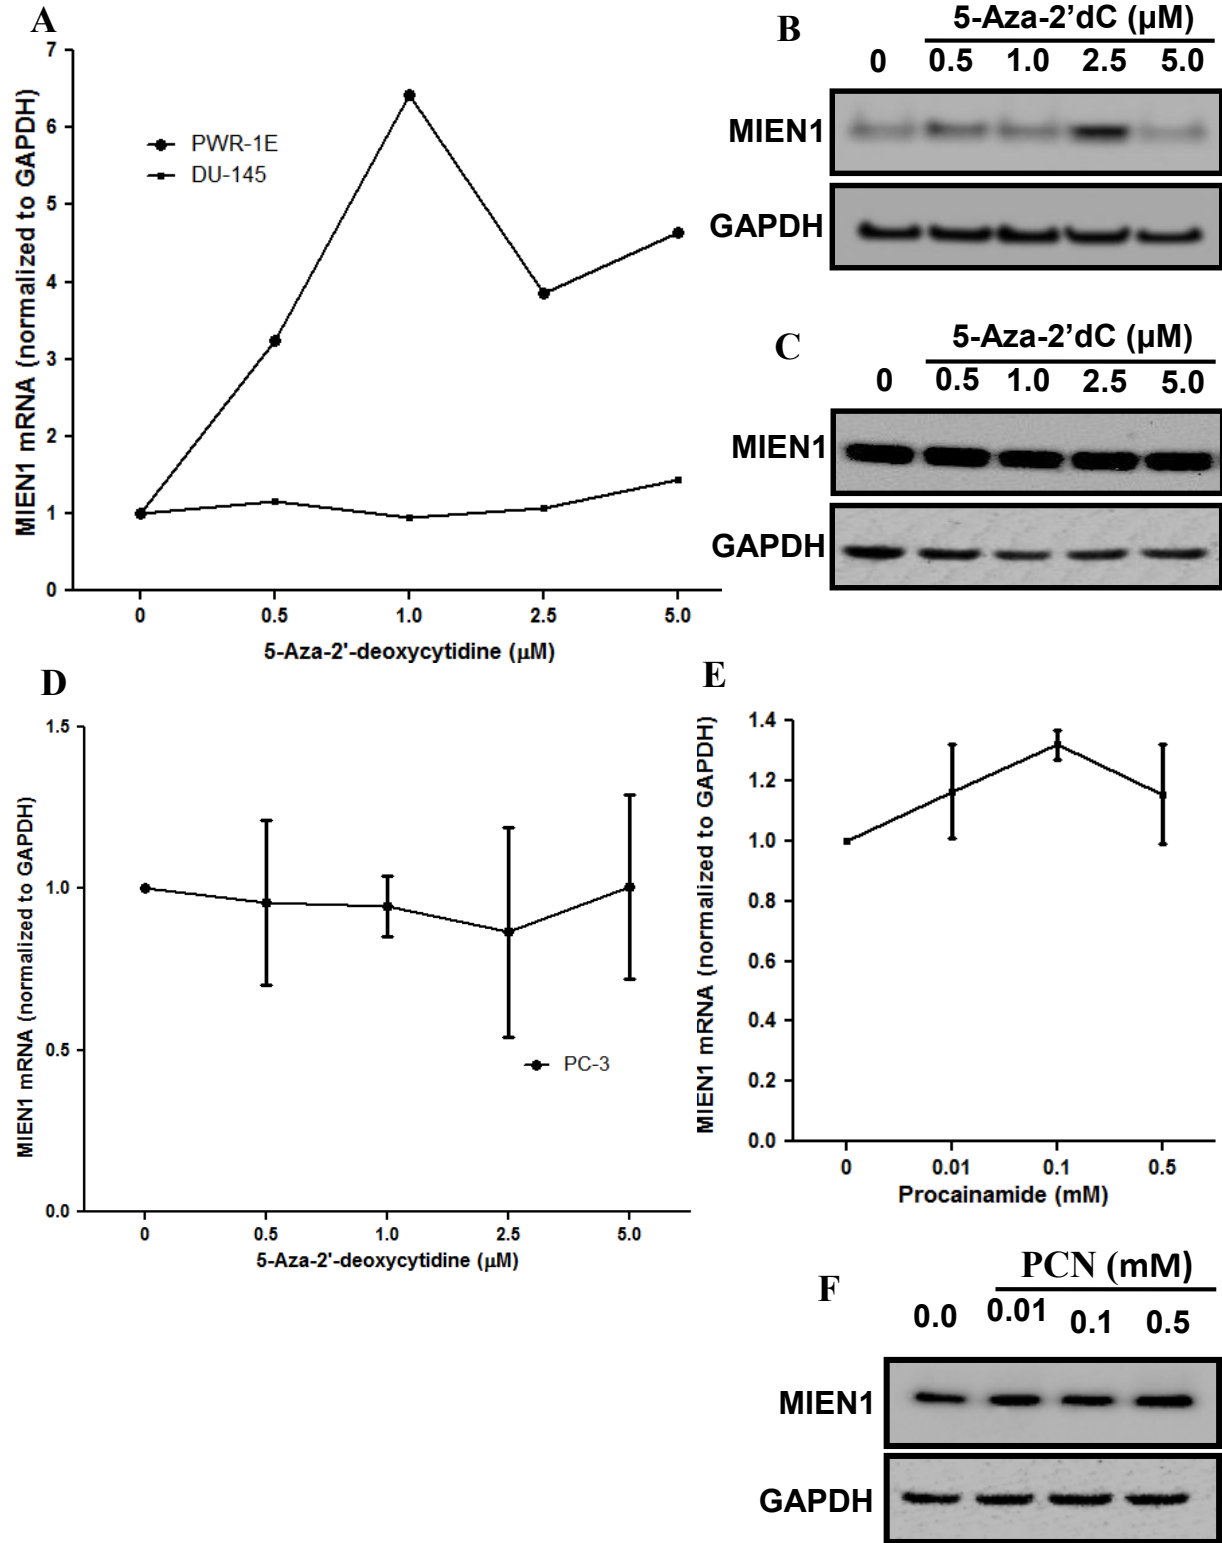 A
MIEN1 mRNA (normalized to GAPDH)
7
6
5
4
3
2
1
0
PWR-1E
DU-145
0 0.5 1.0 2.5 5.0
5-Aza-2'-deoxycytidine (μM)
B
5-Aza-2’dC (μM)
0 0.5 1.0 2.5 5.0
MIEN1
GAPDH
C
5-Aza-2’dC (μM)
0 0.5 1.0 2.5 5.0
MIEN1
GAPDH
D
MIEN1 mRNA (normalized to GAPDH)
1.5
1.0
0.5
0.0
PC-3
0 0.5 1.0 2.5 5.0
5-Aza-2'-deoxycytidine (μM)
E
MIEN1 mRNA (normalized to GAPDH)
1.4
1.2
1.0
0.8
0.6
0.4
0.2
0.0
0 0.01 0.1 0.5
Procainamide (mM)
F
PCN (mM)
0.0 0.01 0.1 0.5
MIEN1
GAPDH